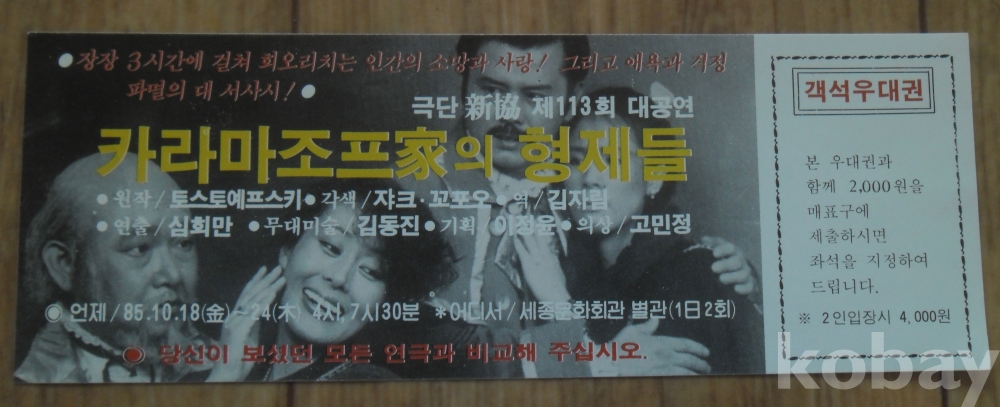 ● 장장 3시간에 걸쳐 회오리치는 인간의 소망과 사랑! 그리고 애욕과 격정
파멸의 대 서사시! ●
극단 新協 제113회 대공연
카라마조프家의 형제들
• 원작/토스토예프스키 • 각색/쟈크·꼬포오 • 역/김자림
• 연출/심회만 • 무대미술/김동진 • 기획/이정윤 • 의상/고민정
◉ 언제/85.10.18(金)~24(木) 4시, 7시30분 *어디서/세종문화회관 별관(1日2회)
◉ 당신이 보셨던 모든 연극과 비교해 주십시오.
객석우대권
본 우대권과
함께 2,000원을
매표구에
세출하시면
좌석을 지정하여
드립니다.
※ 2인입장시 4,000원
kobay